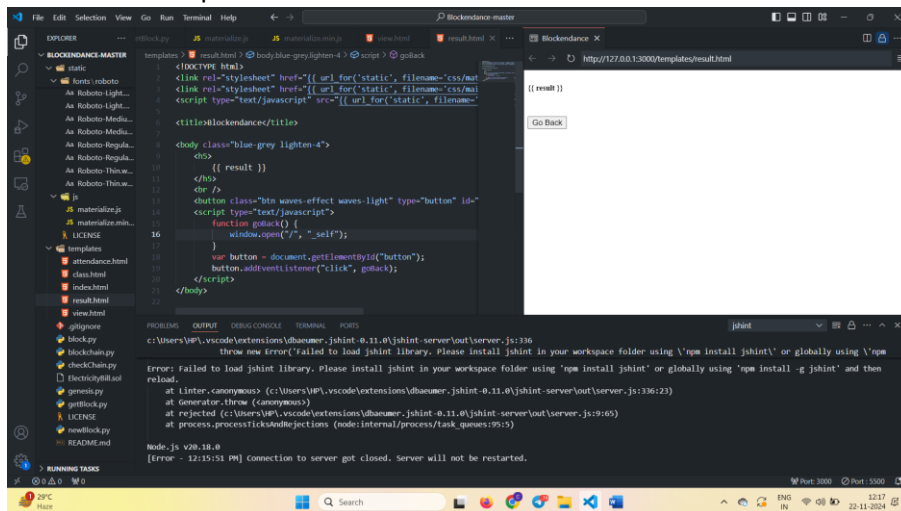 File Edit Selection View Go Run Terminal Help
Blockendance-master
EXPLORER
BLOCKENDANCE-MASTER
static
fonts \ roboto
Roboto-Light...
Roboto-Light...
Roboto-Mediu...
Roboto-Mediu...
Roboto-Regula...
Roboto-Regula...
Roboto-Thin.w...
Roboto-Thin.w...
js
materialize.js
materialize.min...
LICENSE
templates
attendance.html
class.html
index.html
result.html
view.html
.gitignore
block.py
blockchain.py
checkChain.py
ElectricityBill.sol
genesis.py
getBlock.py
LICENSE
newBlock.py
README.md
RUNNING TASKS
ntBlock.py JS materialize.js JS materialize.min.js view.html result.html
templates > result.html > body.blue-grey.lighten-4 > script > goBack
<!DOCTYPE html>
<link rel="stylesheet" href="{{ url_for('static', filename='css/mat
<link rel="stylesheet" href="{{ url_for('static', filename='css/mai
<script type="text/javascript" src="{{ url_for('static', filename='
<title>Blockendance</title>
<body class="blue-grey lighten-4">
<h5>
{{ result }}
</h5>
<br />
<button class="btn waves-effect waves-light" type="button" id="
<script type="text/javascript">
function goBack() {
16 window.open("/", "_self");
}
var button = document.getElementById("button");
button.addEventListener("click", goBack);
</script>
</body>
Blockendance
http://127.0.0.1:3000/templates/result.html
{{ result }}
Go Back
PROBLEMS OUTPUT DEBUG CONSOLE TERMINAL PORTS
jshint
c:\Users\HP\.vscode\extensions\dbaeumer.jshint-0.11.0\jshint-server\out\server.js:336
throw new Error('Failed to load jshint library. Please install jshint in your workspace folder using \'npm install jshint\' or globally using \'npm
Error: Failed to load jshint library. Please install jshint in your workspace folder using 'npm install jshint' or globally using 'npm install -g jshint' and then
reload.
at Linter.<anonymous> (c:\Users\HP\.vscode\extensions\dbaeumer.jshint-0.11.0\jshint-server\out\server.js:336:23)
at Generator.throw (<anonymous>)
at rejected (c:\Users\HP\.vscode\extensions\dbaeumer.jshint-0.11.0\jshint-server\out\server.js:9:65)
at process.processTicksAndRejections (node:internal/process/task_queues:95:5)
Node.js v20.18.0
[Error - 12:15:51 PM] Connection to server got closed. Server will not be restarted.
0 0 0 Port: 3000 Port : 5500
29°C
Haze
Search
ENG
IN
12:17
22-11-2024